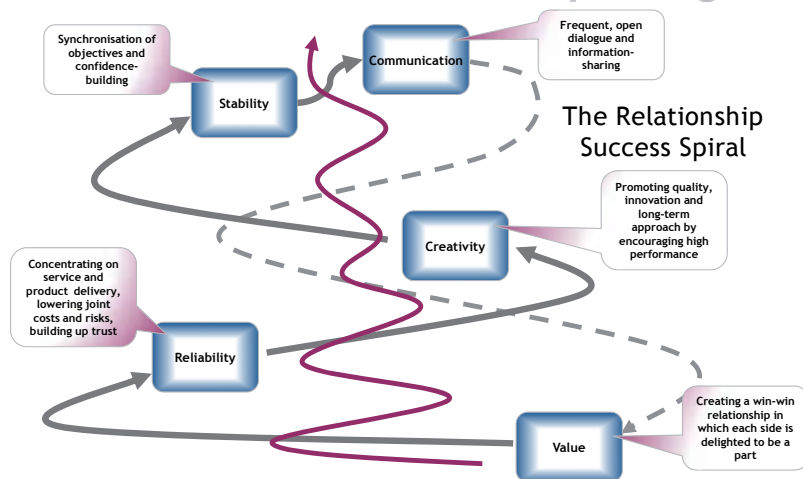 Synchronisation of
objectives and
confidence-
building
Stability
Communication
Frequent, open
dialogue and
information-
sharing
The Relationship
Success Spiral
Promoting quality,
innovation and
long-term
approach by
encouraging high
performance
Creativity
Concentrating on
service and
product delivery,
lowering joint
costs and risks,
building up trust
Reliability
Creating a win-win
relationship in
which each side is
delighted to be a
part
Value